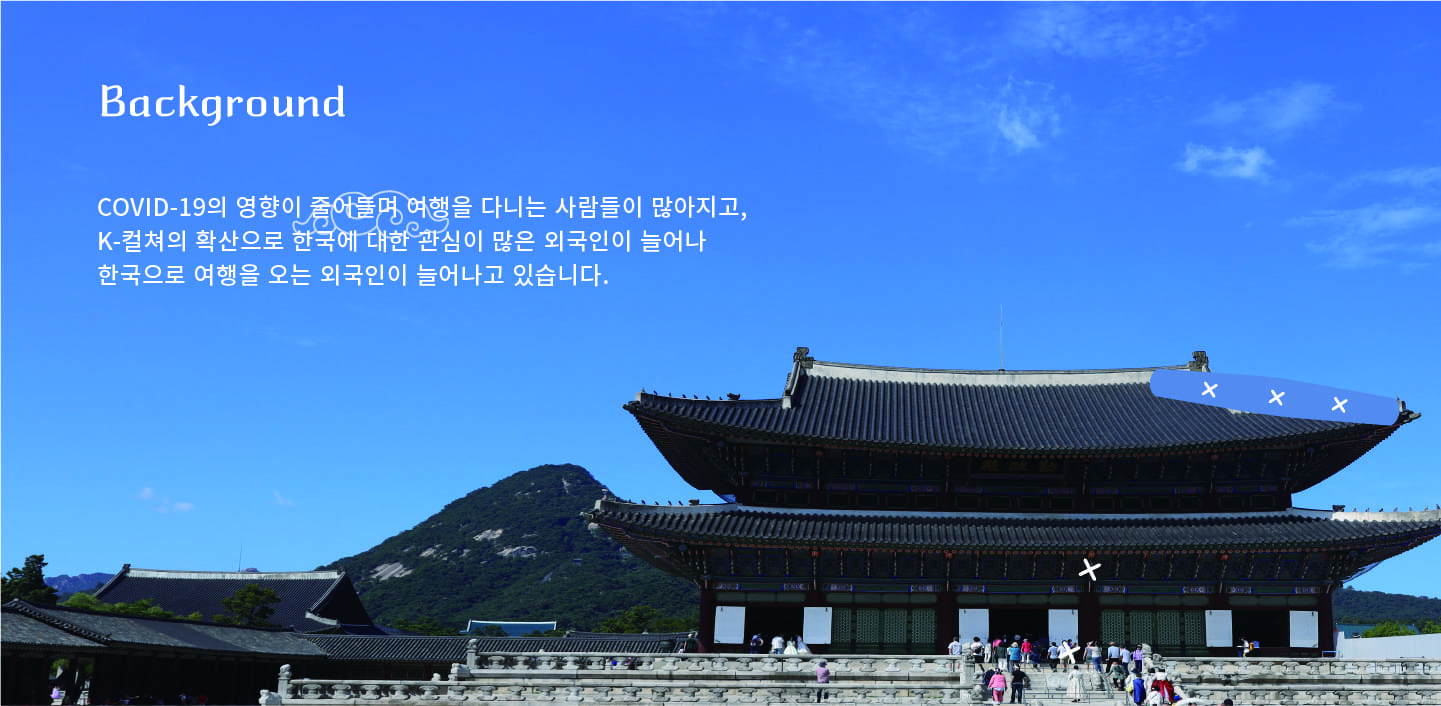 Background
COVID-19의 영향이 줄어들며 여행을 다니는 사람들이 많아지고,
K-컬쳐의 확산으로 한국에 대한 관심이 많은 외국인이 늘어나
한국으로 여행을 오는 외국인이 늘어나고 있습니다.